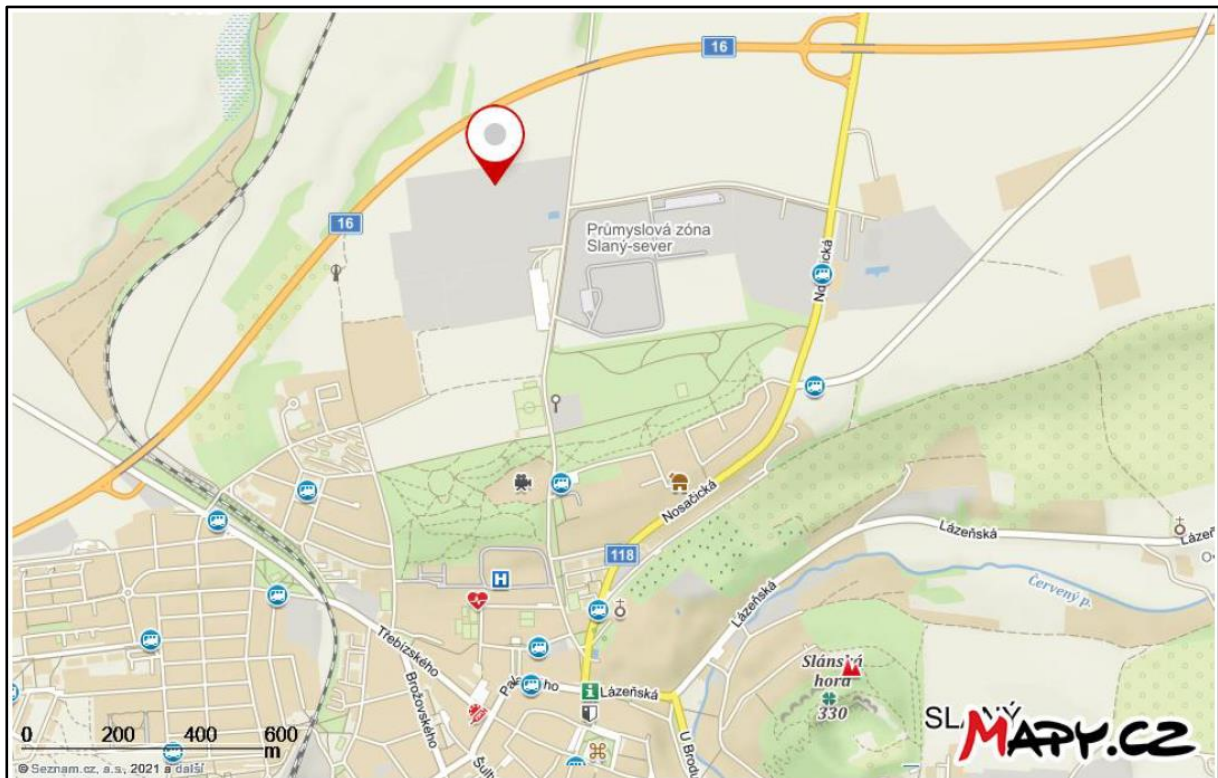 16
16
Průmyslová zóna
Slaný-sever
Nosačická
118
Lázeňská
Lázeňská
Červený p.
Třebízského
Brožovského
Lázeňská
Slánská
hora
330
U Brodu
SLANÝ
MAPY.CZ
0 200 400 600
m
© Seznam.cz, a.s., 2021 a další
H
i